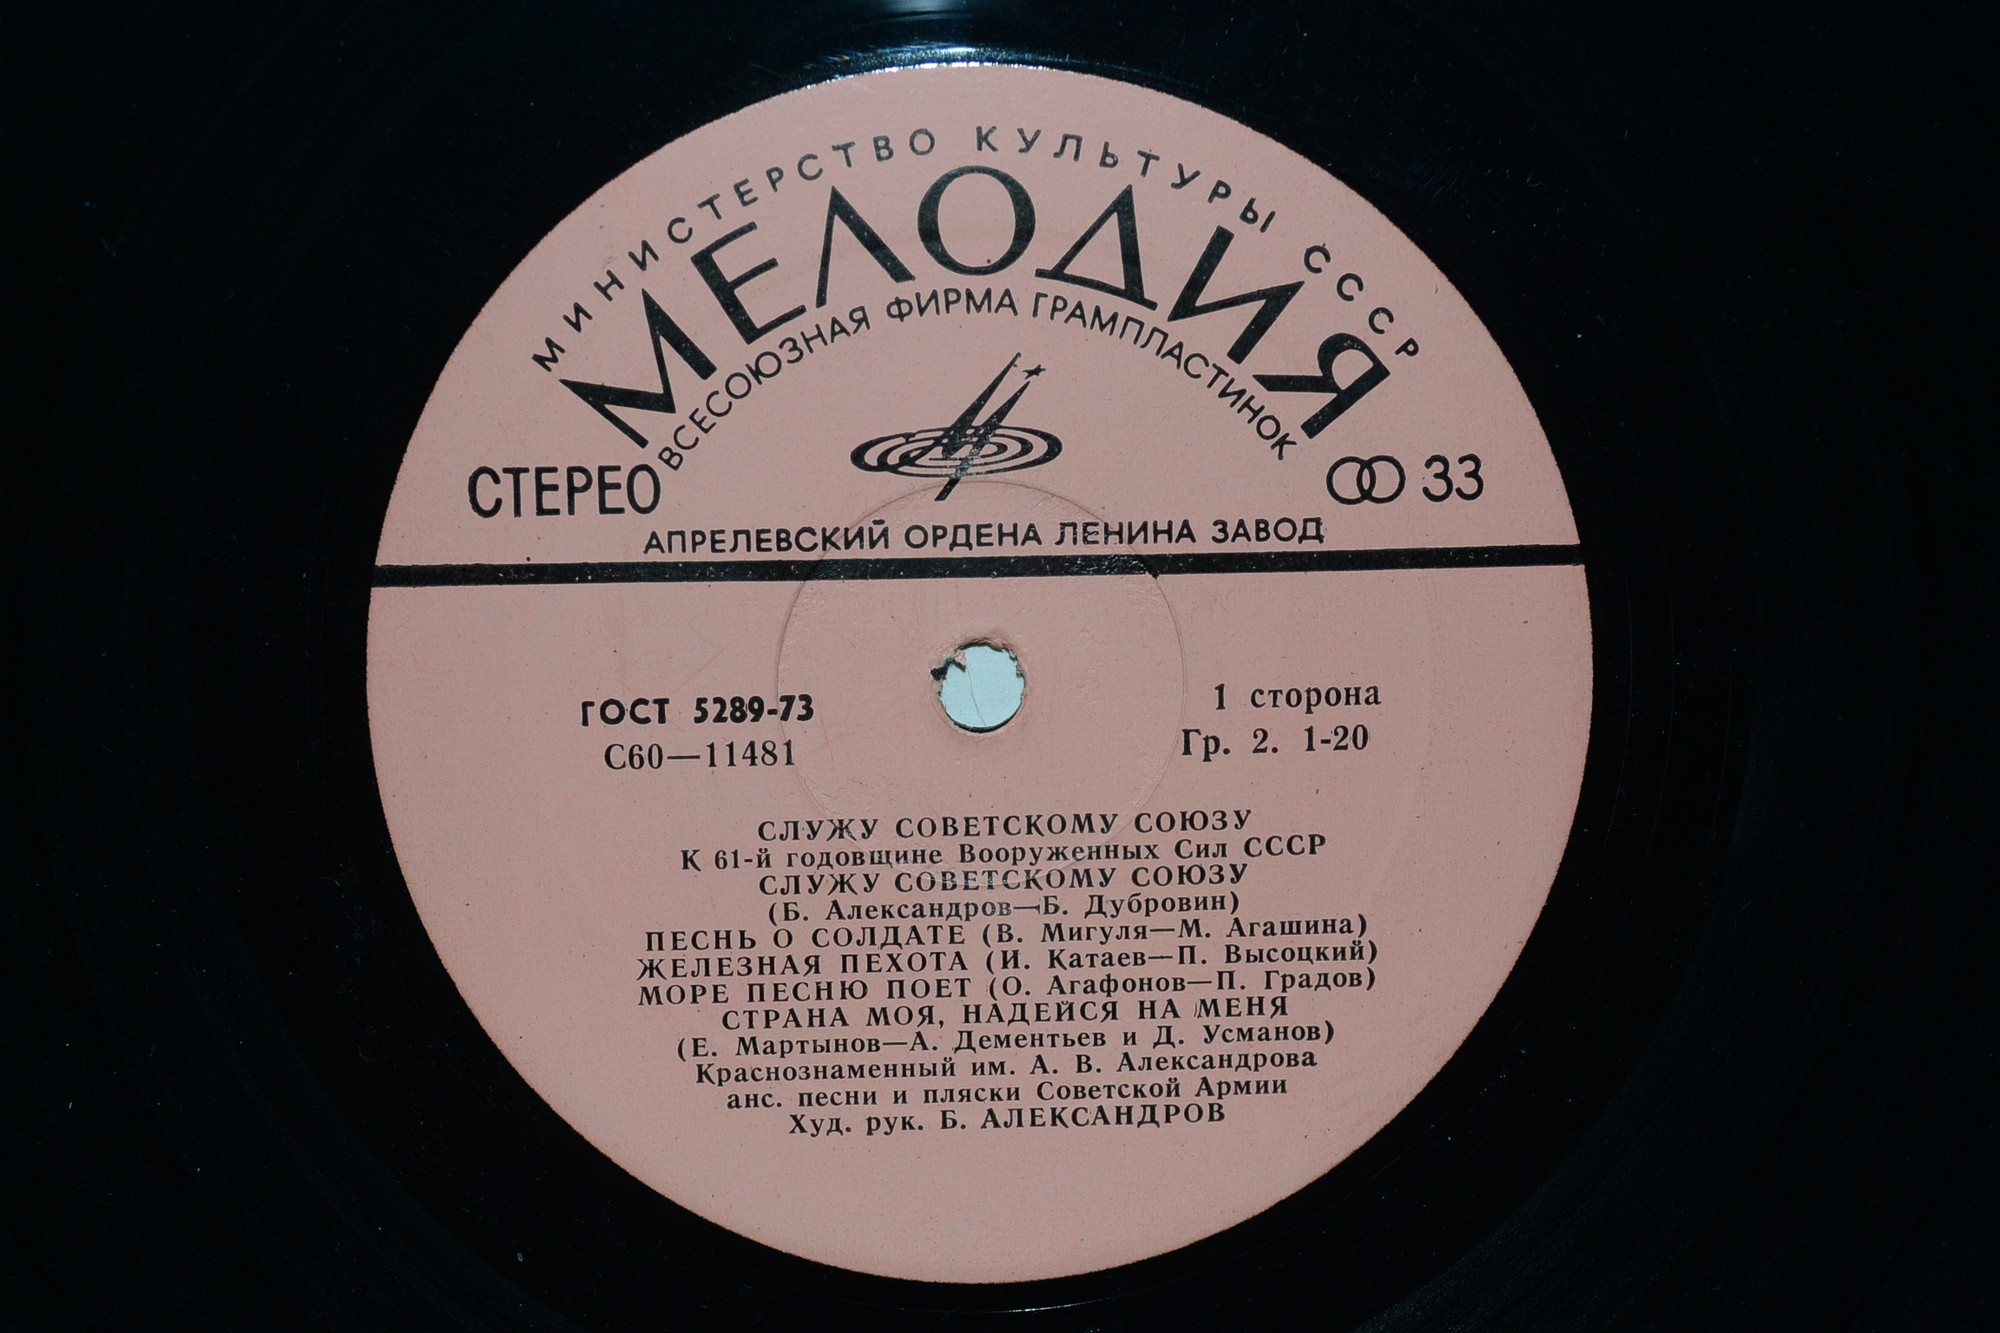 МИНИСТЕРСТВО КУЛЬТУРЫ СССР
МЕЛОДИЯ
ВСЕСОЮЗНАЯ ФИРМА ГРАМПЛАСТИНОК
СТЕРЕО
33
АПРЕЛЕВСКИЙ ОРДЕНА ЛЕНИНА ЗАВОД
ГОСТ 5289-73
С60—11481
1 сторона
Гр. 2. 1-20
СЛУЖУ СОВЕТСКОМУ СОЮЗУ
К 61-й годовщине Вооруженных Сил СССР
СЛУЖУ СОВЕТСКОМУ СОЮЗУ
(Б. Александров—Б. Дубровин)
ПЕСНЬ О СОЛДАТЕ (В. Мигуля—М. Агашина)
ЖЕЛЕЗНАЯ ПЕХОТА (И. Катаев—П. Высоцкий)
МОРЕ ПЕСНЮ ПОЕТ (О. Агафонов—П. Градов)
СТРАНА МОЯ, НАДЕЙСЯ НА МЕНЯ
(Е. Мартынов—А. Дементьев и Д. Усманов)
Краснознаменный им. А. В. Александрова
анс. песни и пляски Советской Армии
Худ. рук. Б. АЛЕКСАНДРОВ